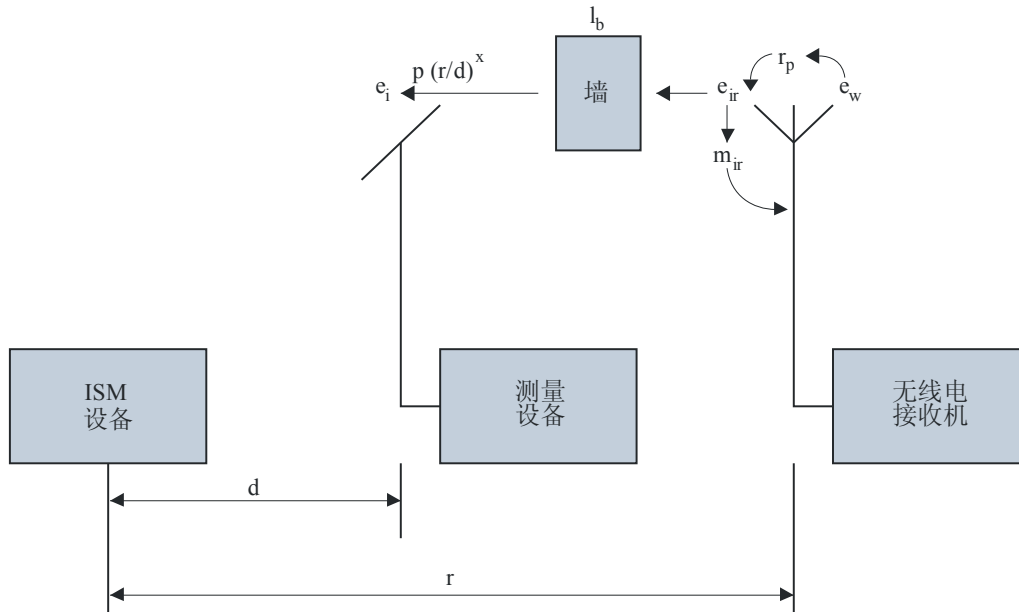 l_b
e_i
p (r/d)^x
墙
e_ir
r_p
e_w
m_ir
ISM
设备
测量
设备
无线电
接收机
d
r